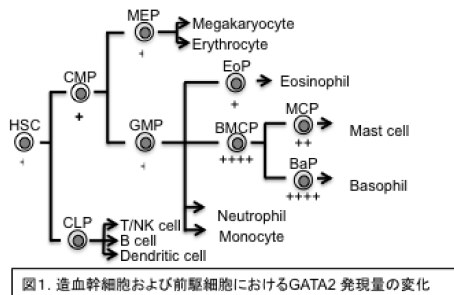 MEP
Megakaryocyte
Erythrocyte
EoP
CMP
Eosinophil
+
+
MCP
HSC
GMP
BMCP
Mast cell
++
++++
BaP
CLP
T/NK cell
B cell
Dendritic cell
++++
Basophil
Neutrophil
Monocyte
図1. 造血幹細胞および前駆細胞におけるGATA2 発現量の変化